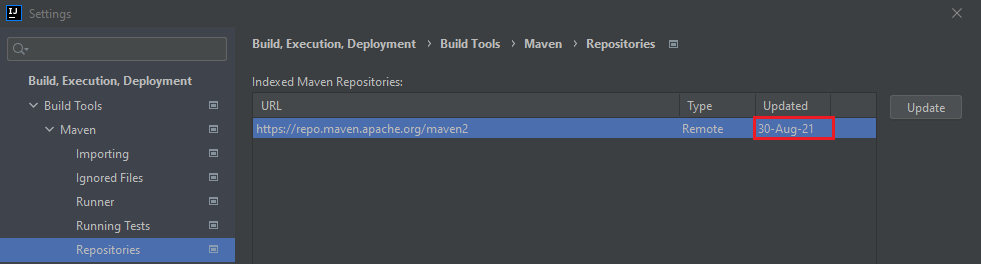 IJ
Settings
Build, Execution, Deployment
Build Tools
Maven
Importing
Ignored Files
Runner
Running Tests
Repositories
Build, Execution, Deployment › Build Tools › Maven › Repositories
Indexed Maven Repositories:
URL Type Updated
https://repo.maven.apache.org/maven2 Remote 30-Aug-21
Update